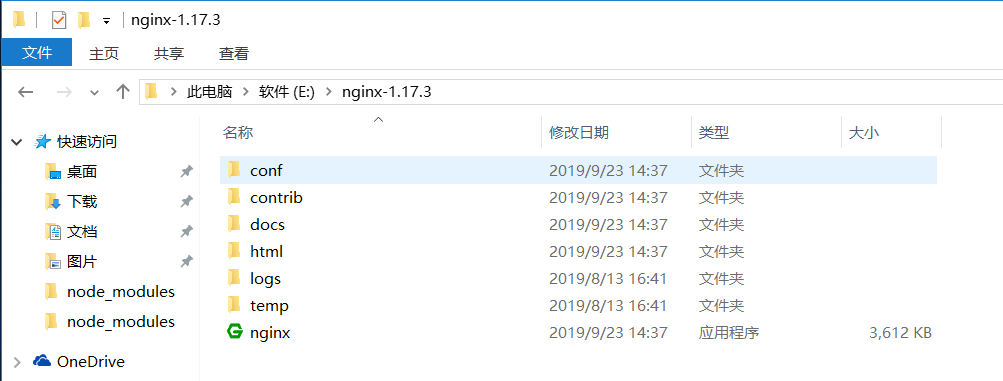 nginx-1.17.3
文件 主页 共享 查看
此电脑 软件 (E:) nginx-1.17.3
名称 修改日期 类型 大小
快速访问
桌面
下载
文档
图片
node_modules
node_modules
OneDrive
conf 2019/9/23 14:37 文件夹
contrib 2019/9/23 14:37 文件夹
docs 2019/9/23 14:37 文件夹
html 2019/9/23 14:37 文件夹
logs 2019/8/13 16:41 文件夹
temp 2019/8/13 16:41 文件夹
nginx 2019/9/23 14:37 应用程序 3,612 KB